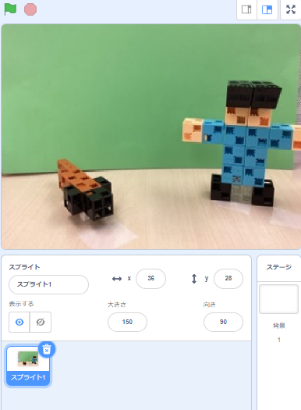 スプライト
ステージ
スプライト1
x
y 28
表示する
大きさ
向き
150
90
背景
1
スプライト1